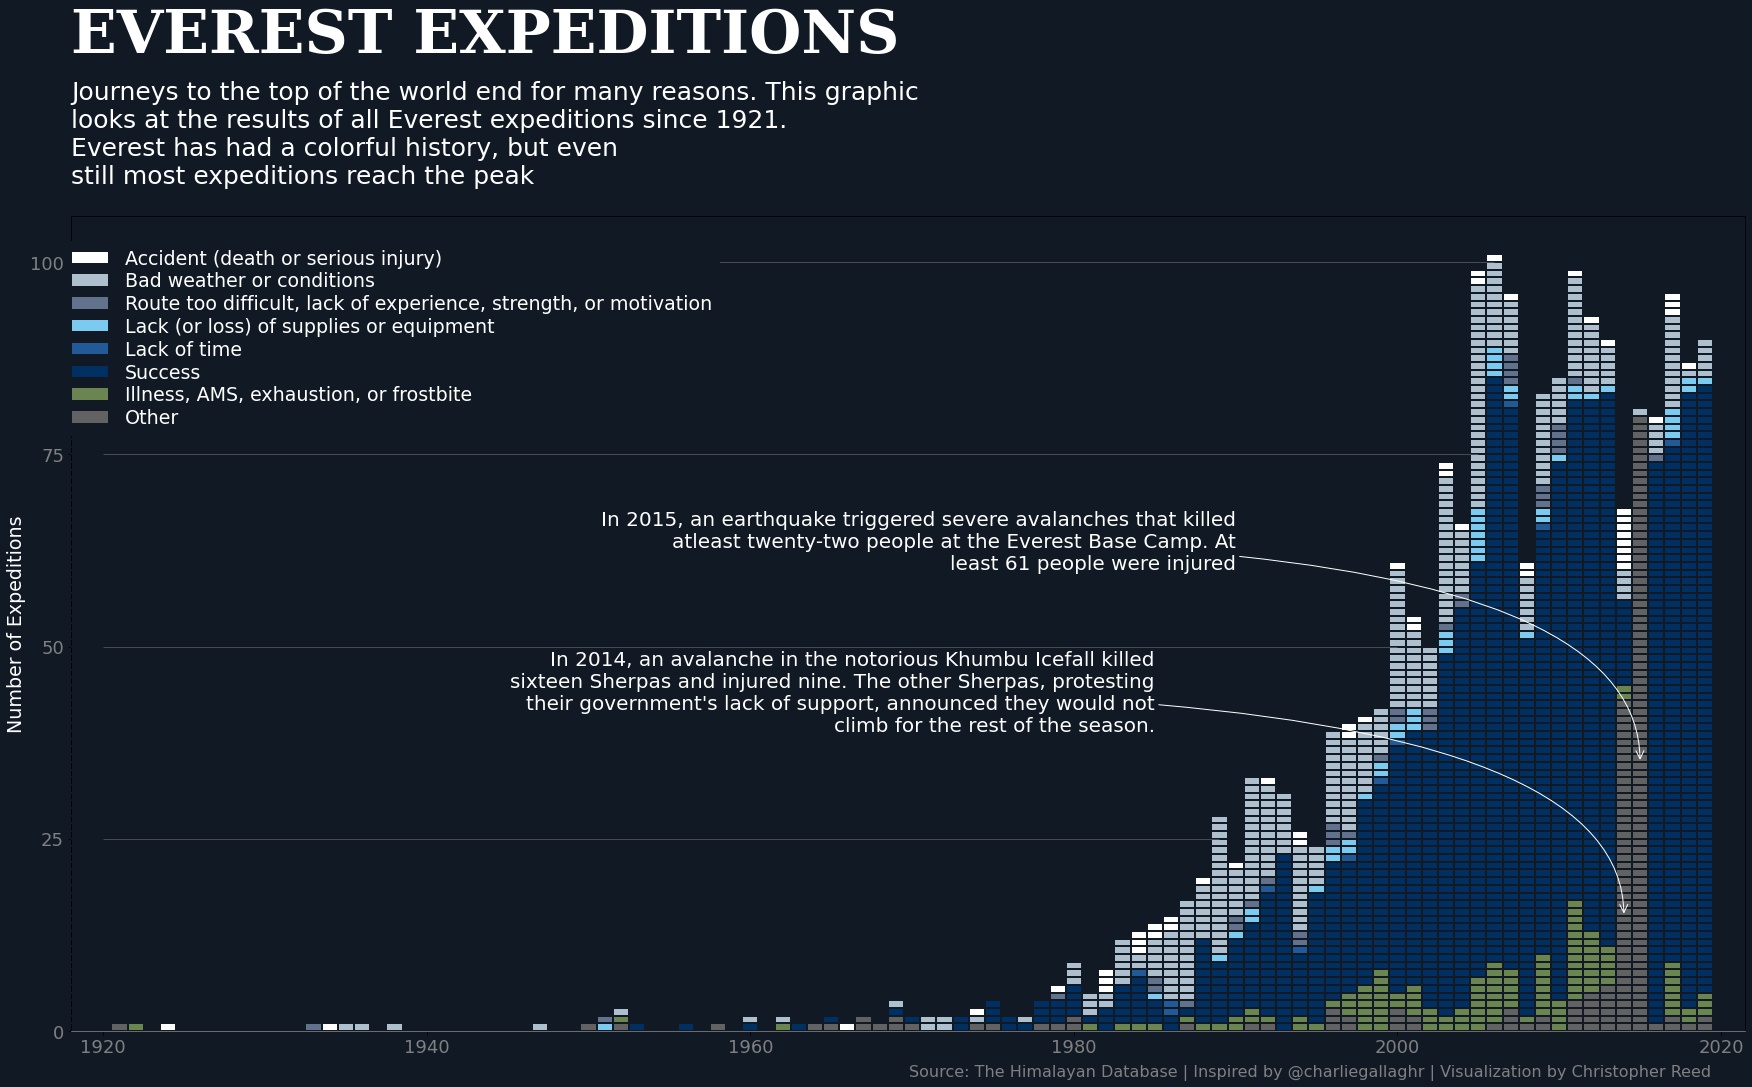 EVEREST EXPEDITIONS
Journeys to the top of the world end for many reasons. This graphic
looks at the results of all Everest expeditions since 1921.
Everest has had a colorful history, but even
still most expeditions reach the peak
Accident (death or serious injury)
Bad weather or conditions
Route too difficult, lack of experience, strength, or motivation
Lack (or loss) of supplies or equipment
Lack of time
Success
Illness, AMS, exhaustion, or frostbite
Other
100
75
50
25
0
Number of Expeditions
In 2015, an earthquake triggered severe avalanches that killed
atleast twenty-two people at the Everest Base Camp. At
least 61 people were injured
In 2014, an avalanche in the notorious Khumbu Icefall killed
sixteen Sherpas and injured nine. The other Sherpas, protesting
their government's lack of support, announced they would not
climb for the rest of the season.
1920 1940 1960 1980 2000 2020
Source: The Himalayan Database | Inspired by @charliegallaghr | Visualization by Christopher Reed